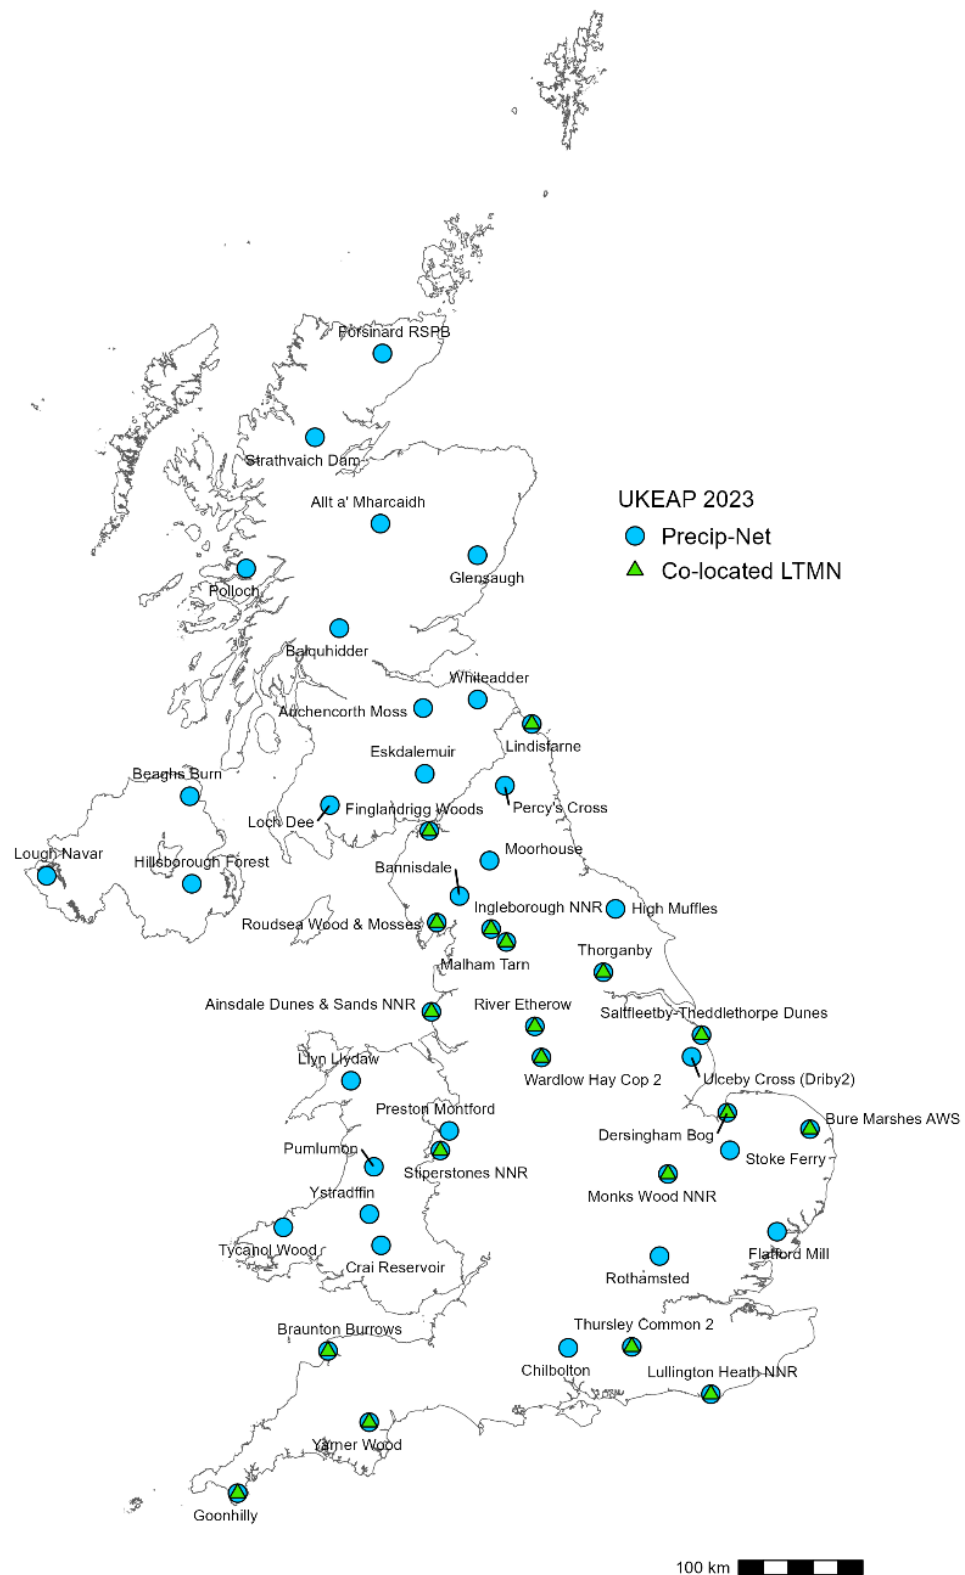 Forsinard RSPB
Strathvaich Dam
Allt a' Mharcaidh
UKEAP 2023
Precip-Net
Co-located LTMN
Glensaugh
Polloch
Balquhidder
Whiteadder
Auchencorth Moss
Lindisfarne
Eskdalemuir
Beaghs Burn
Percy's Cross
Finglandrigg Woods
Loch Dee
Moorhouse
Lough Navar
Hillsborough Forest
Bannisdale
Ingleborough NNR
High Muffles
Roudsea Wood & Mosses
Thorganby
Malham Tarn
Ainsdale Dunes & Sands NNR
River Etherow
Saltfleetby-Theddlethorpe Dunes
Llyn Llydaw
Wardlow Hay Cop 2
Ulceby Cross (Driby2)
Preston Montford
Bure Marshes AWS
Dersingham Bog
Pumlumon
Stoke Ferry
Stiperstones NNR
Monks Wood NNR
Ystradffin
Tycanol Wood
Flatford Mill
Crai Reservoir
Rothamsted
Thursley Common 2
Braunton Burrows
Chilbolton
Lullington Heath NNR
Yarner Wood
Goonhilly
100 km